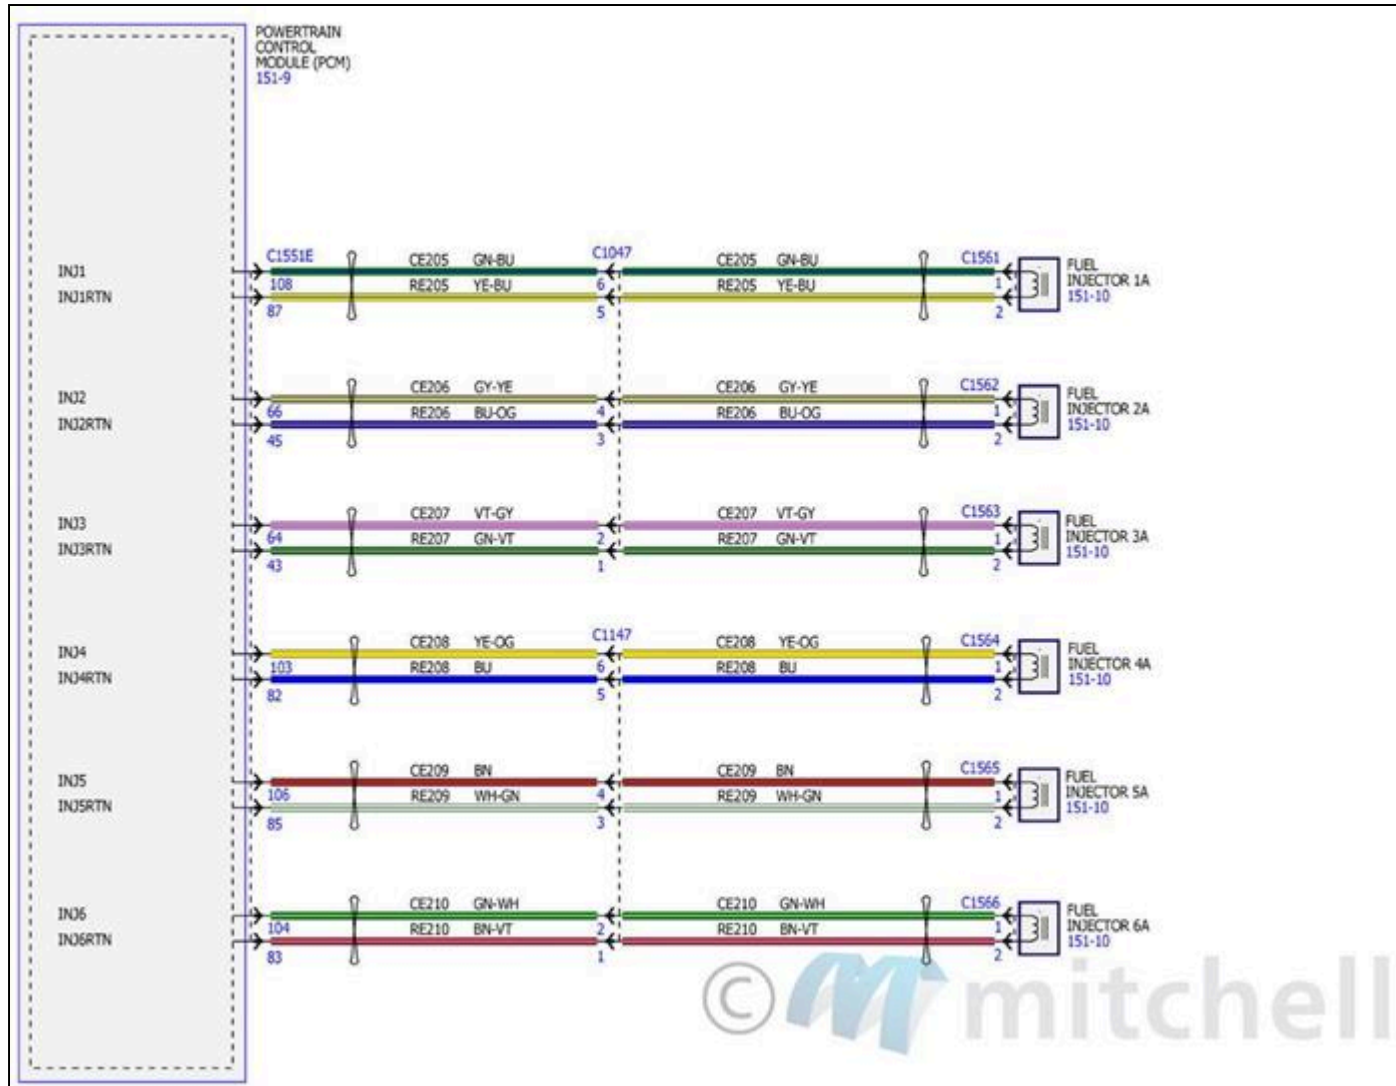 POWERTRAIN
CONTROL
MODULE (PCM)
151-9
C1551E
CE205 GN-BU
C1047
CE205 GN-BU
C1561
FUEL
INJECTOR 1A
151-10
INJ1
108
RE205 YE-BU
6
RE205 YE-BU
1
INJ1RTN
87
5
2
CE206 GY-YE
CE206 GY-YE
C1562
FUEL
INJECTOR 2A
151-10
INJ2
66
RE206 BU-OG
4
RE206 BU-OG
1
INJ2RTN
45
3
2
CE207 VT-GY
CE207 VT-GY
C1563
FUEL
INJECTOR 3A
151-10
INJ3
64
RE207 GN-VT
2
RE207 GN-VT
1
INJ3RTN
43
1
2
CE208 YE-OG
C1147
CE208 YE-OG
C1564
FUEL
INJECTOR 4A
151-10
INJ4
103
RE208 BU
6
RE208 BU
1
INJ4RTN
82
5
2
CE209 BN
CE209 BN
C1565
FUEL
INJECTOR 5A
151-10
INJ5
106
RE209 WH-GN
4
RE209 WH-GN
1
INJ5RTN
85
3
2
CE210 GN-WH
CE210 GN-WH
C1566
FUEL
INJECTOR 6A
151-10
INJ6
104
RE210 BN-VT
2
RE210 BN-VT
1
INJ6RTN
83
1
2
© mitchell